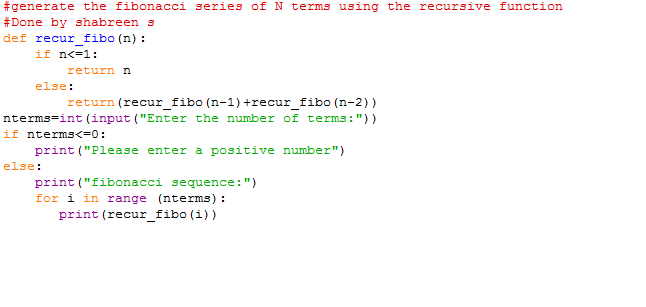 #generate the fibonacci series of N terms using the recursive function
#Done by shabreen s
def recur_fibo(n):
    if n<=1:
        return n
    else:
        return(recur_fibo(n-1)+recur_fibo(n-2))
nterms=int(input("Enter the number of terms:"))
if nterms<=0:
    print("Please enter a positive number")
else:
    print("fibonacci sequence:")
    for i in range (nterms):
       print(recur_fibo(i))